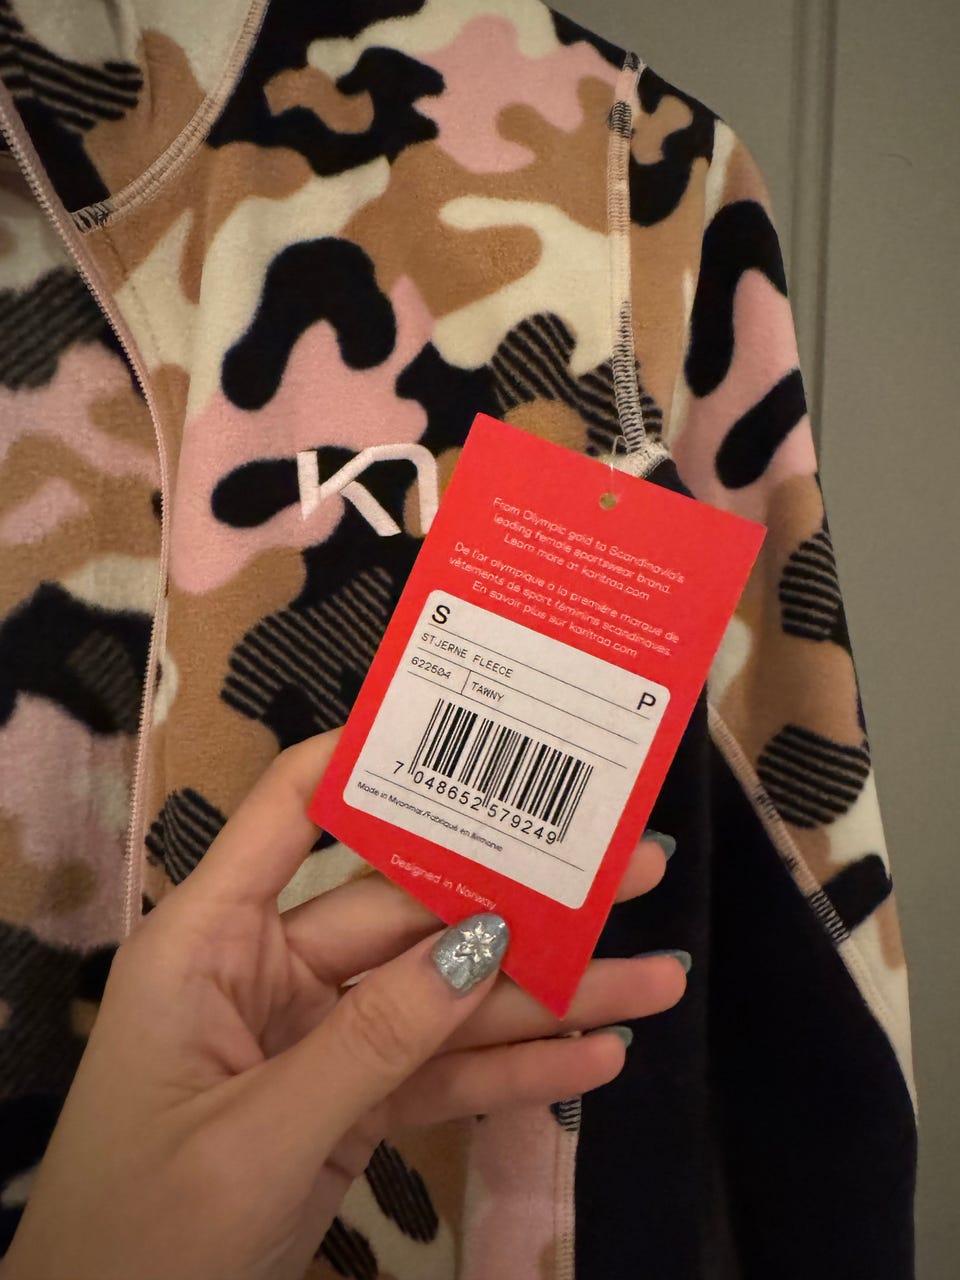 From Olympic gold to Scandinavia's
leading female sportswear brand.
Learn more at karitraa.com
De l'or olympique à la première marque de
vêtements de sport féminins scandinaves.
En savoir plus sur karitraa.com
S
P
STJERNE FLEECE
622504 TAWNY
7 048652 579249
Made in Myanmar/Fabriqué en Birmanie
Designed in Norway